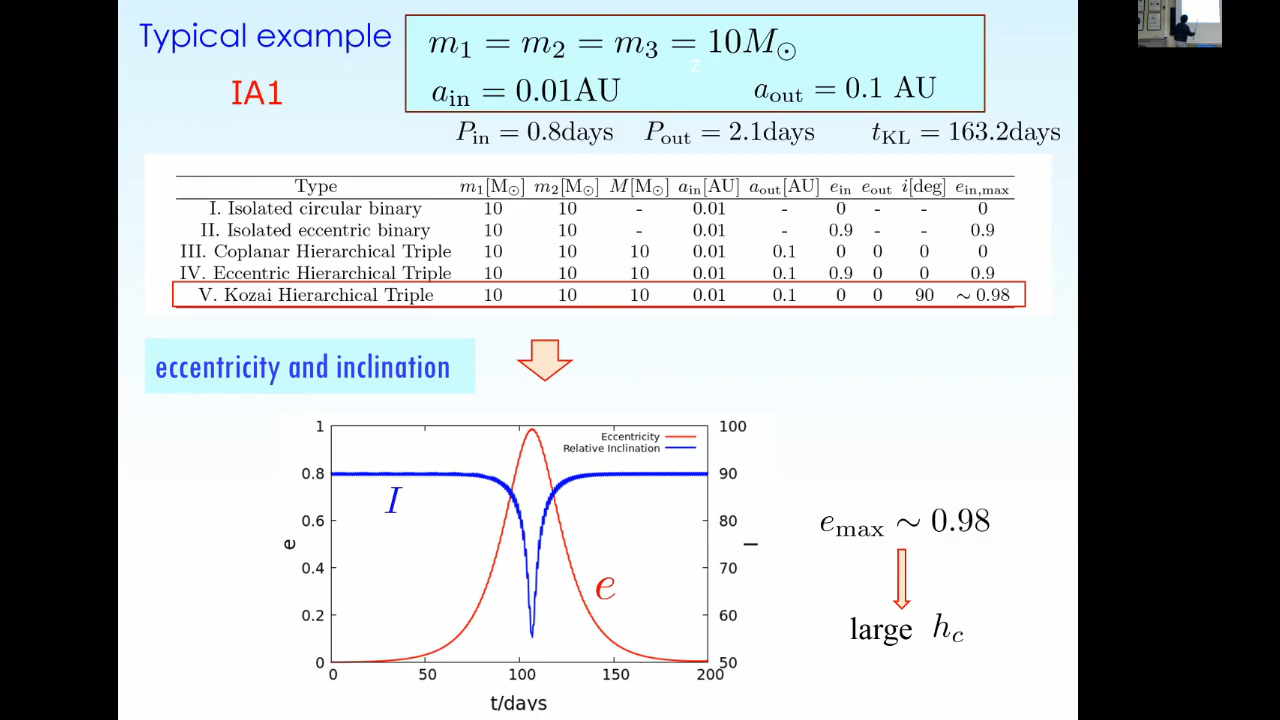 Typical example
IA1
m₁ = m₂ = m₃ = 10M⊙
z
a_in = 0.01AU a_out = 0.1 AU
P_in = 0.8days P_out = 2.1days t_KL = 163.2days
Type m₁[M⊙] m₂[M⊙] M[M⊙] a_in[AU] a_out[AU] e_in e_out i[deg] e_in,max
I. Isolated circular binary 10 10 - 0.01 - 0 - - 0
II. Isolated eccentric binary 10 10 - 0.01 - 0.9 - - 0.9
III. Coplanar Hierarchical Triple 10 10 10 0.01 0.1 0 0 0 0
IV. Eccentric Hierarchical Triple 10 10 10 0.01 0.1 0.9 0 0 0.9
V. Kozai Hierarchical Triple 10 10 10 0.01 0.1 0 0 90 ~ 0.98
eccentricity and inclination
1 100
Eccentricity
Relative Inclination
0.8 90
I
0.6 80
e I
0.4 70
e
0.2 60
0 50
0 50 100 150 200
t/days
e_max ~ 0.98
large h_c